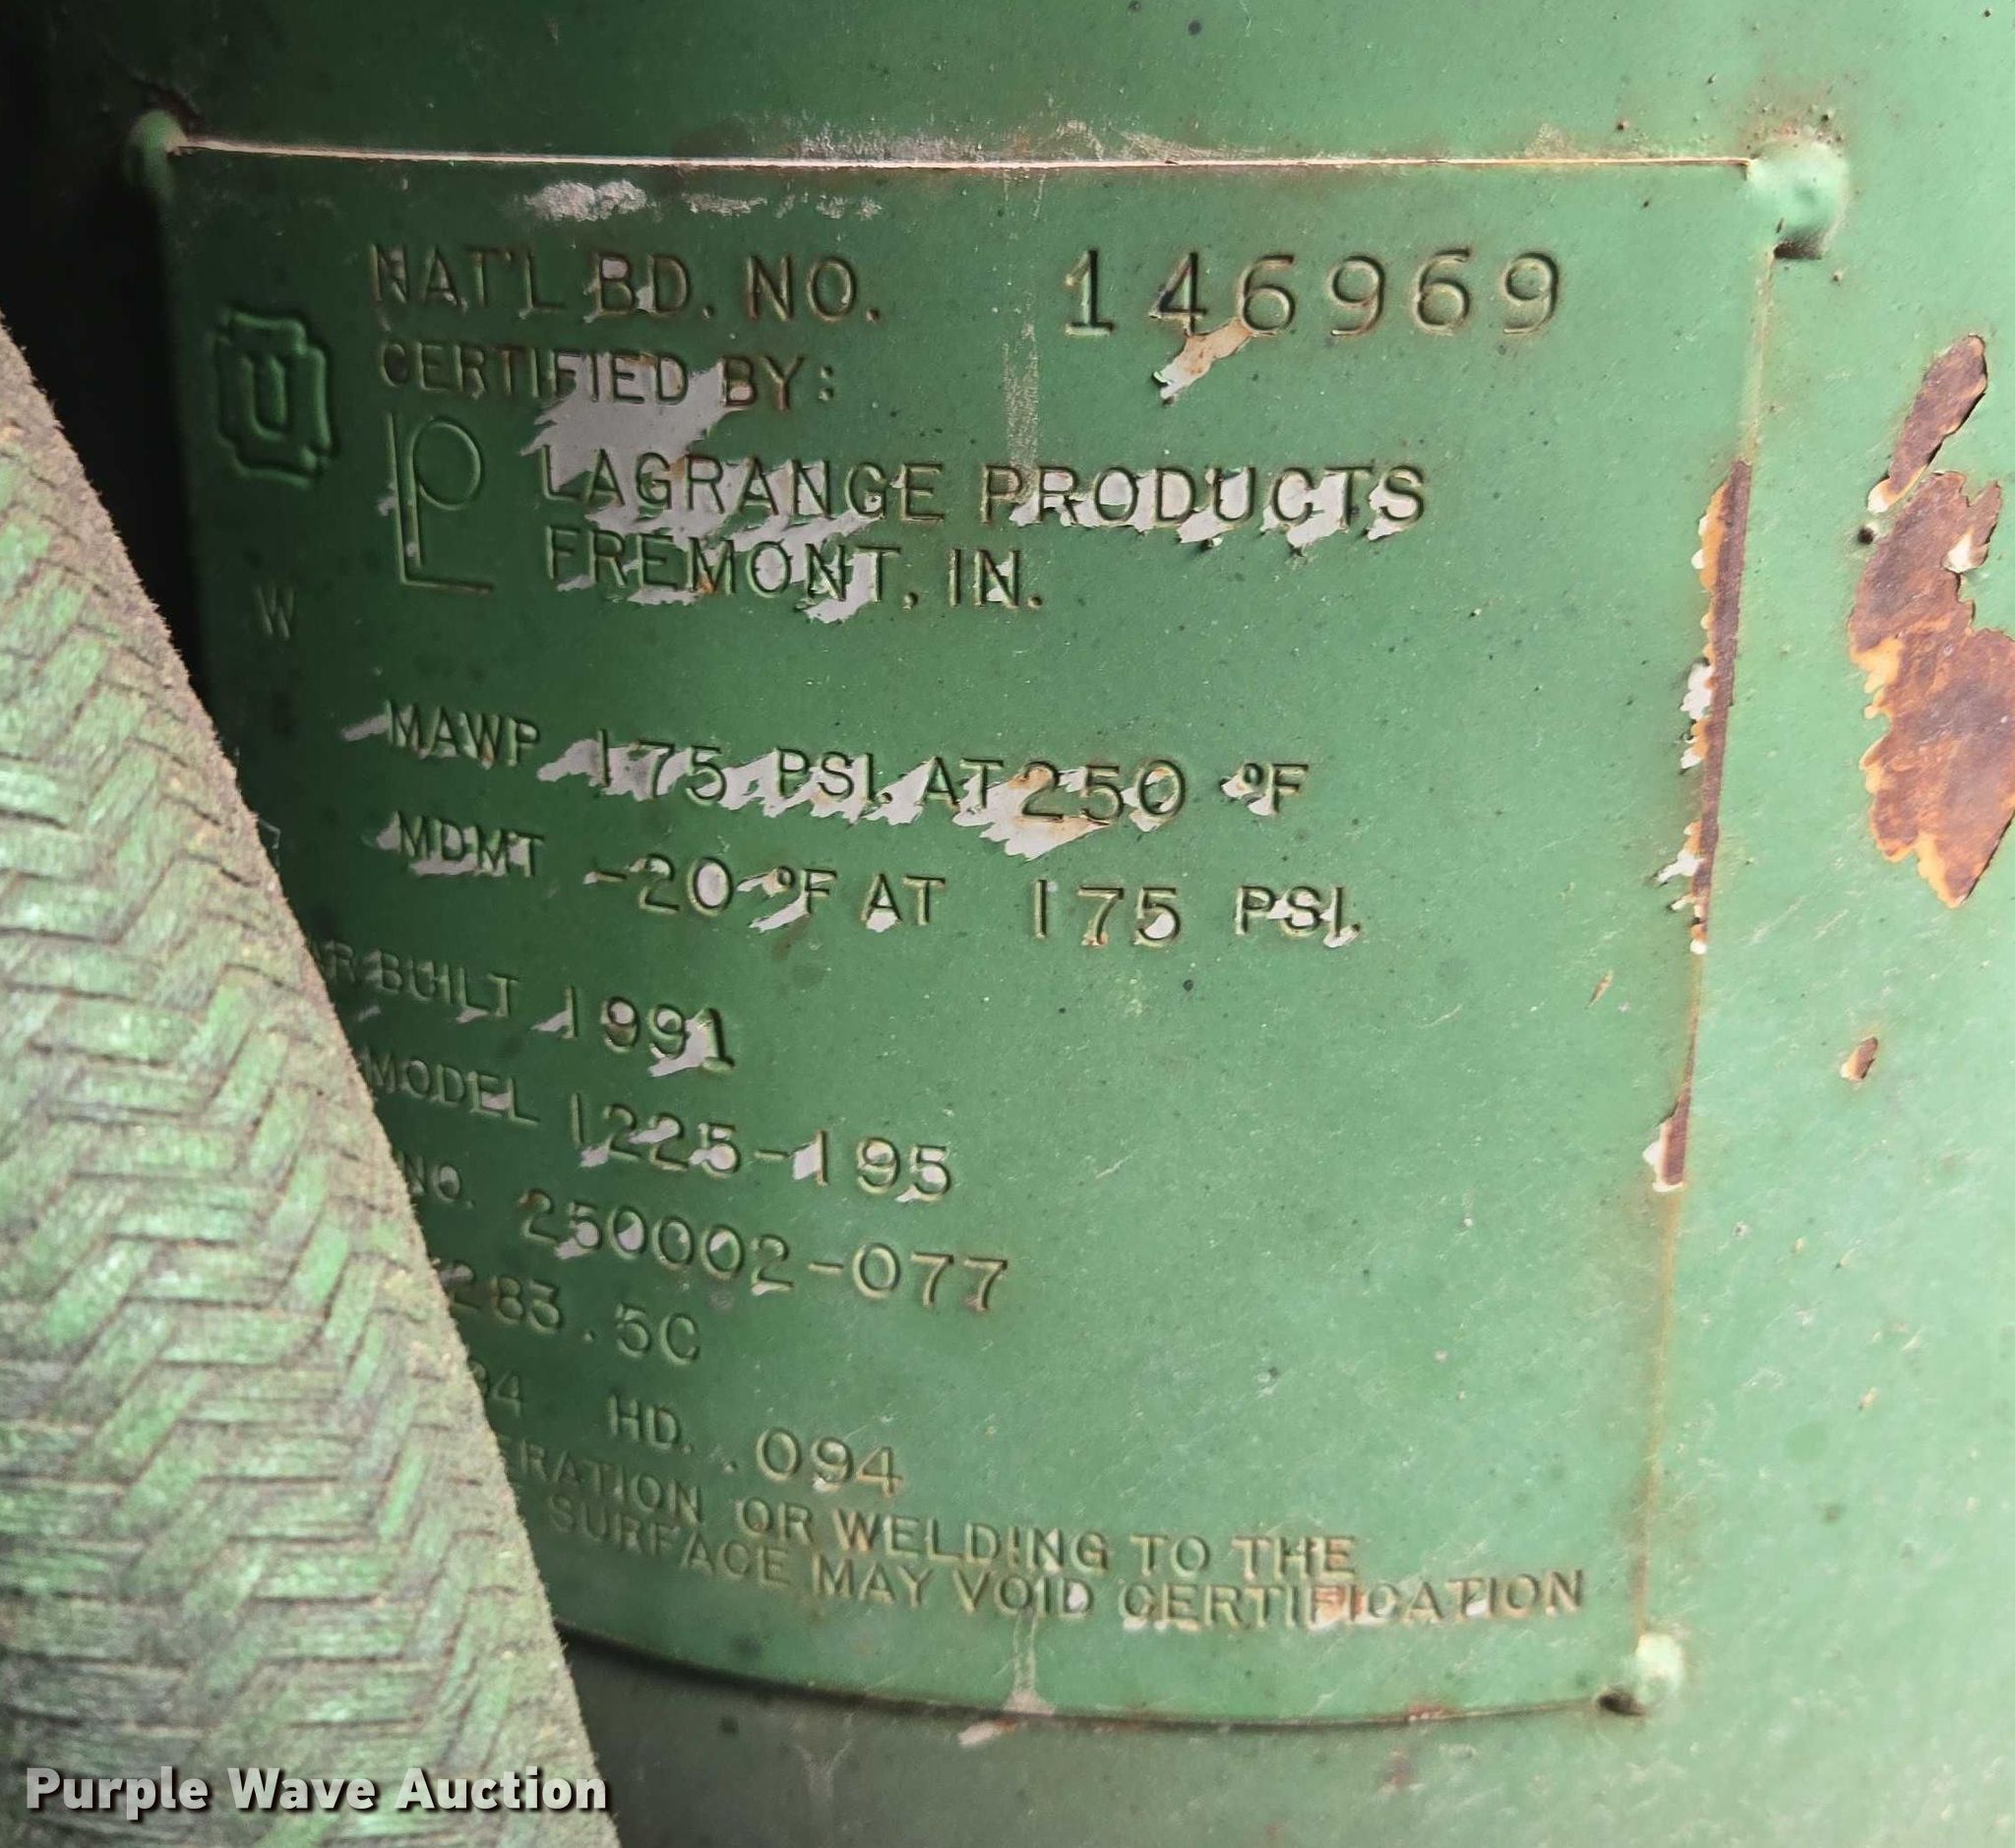 NAT'L BD. NO. 146969
U
CERTIFIED BY:
LP LAGRANGE PRODUCTS
FREMONT, IN.
W
MAWP 175 PSI. AT 250 °F
MDMT -20 °F AT 175 PSI.
R BUILT 1991
MODEL 1225-195
NO. 250002-077
283.5C
HD. .094
ERATION OR WELDING TO THE
SURFACE MAY VOID CERTIFICATION
Purple Wave Auction